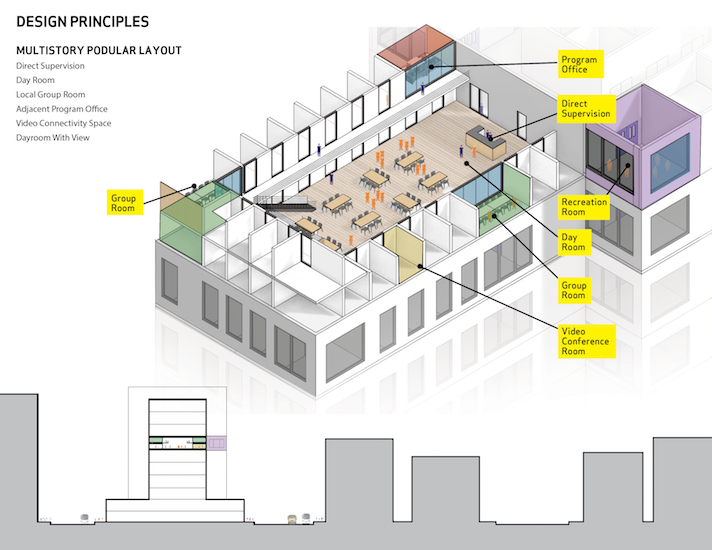 DESIGN PRINCIPLES
MULTISTORY PODULAR LAYOUT
Direct Supervision
Day Room
Local Group Room
Adjacent Program Office
Video Connectivity Space
Dayroom With View
Program
Office
Direct
Supervision
Group
Room
Recreation
Room
Day
Room
Group
Room
Video
Conference
Room